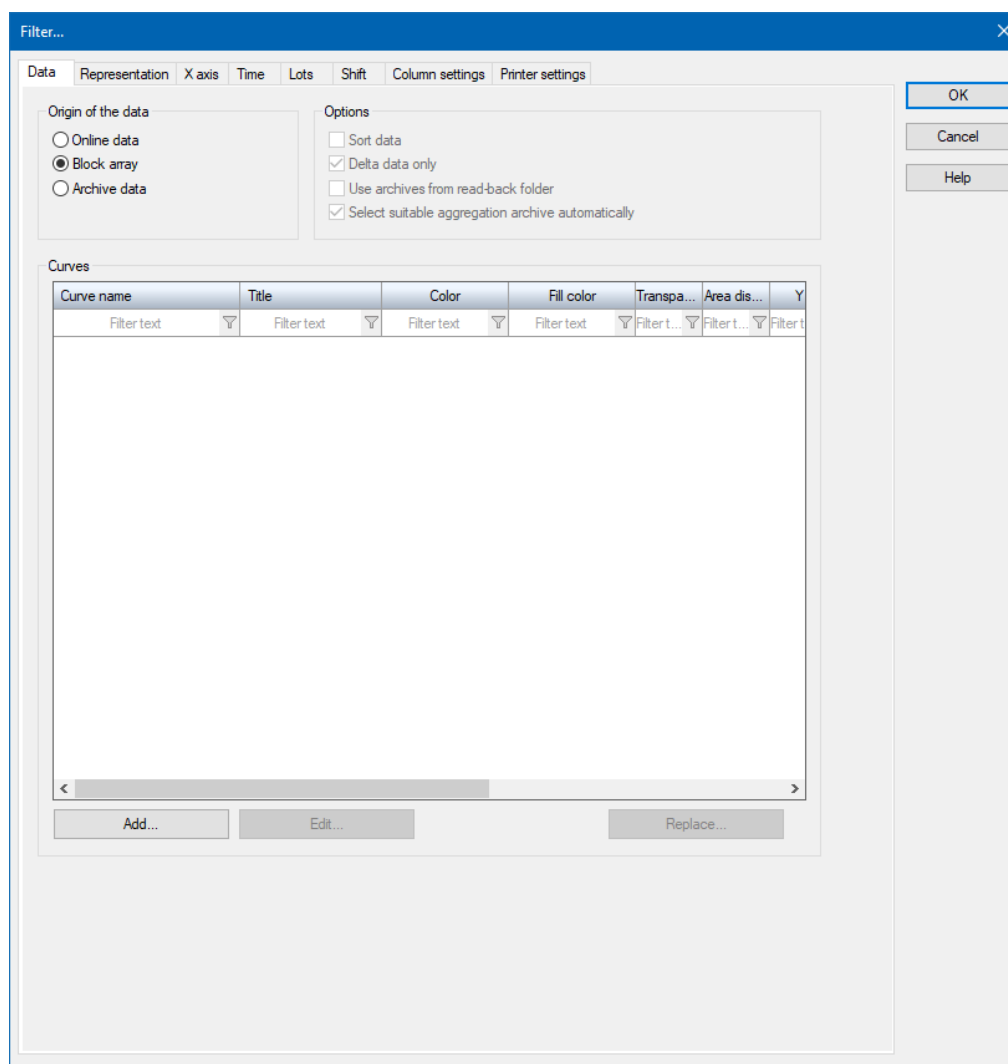 Filter...
Data Representation X axis Time Lots Shift Column settings Printer settings
OK
Cancel
Help
Origin of the data
Online data
Block array
Archive data
Options
Sort data
Delta data only
Use archives from read-back folder
Select suitable aggregation archive automatically
Curves
Curve name Title Color Fill color Transpa... Area dis... Y
Filter text Filter text Filter text Filter text Filter t... Filter t... Filter t
Add... Edit... Replace...